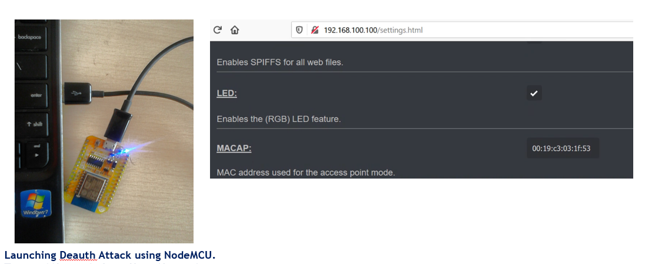 backspace
\
enter
shift
end
Windows 7
192.168.100.100/settings.html
Enables SPIFFS for all web files.
LED:
Enables the (RGB) LED feature.
MACAP:
00:19:c3:03:1f:53
MAC address used for the access point mode.
Launching Deauth Attack using NodeMCU.